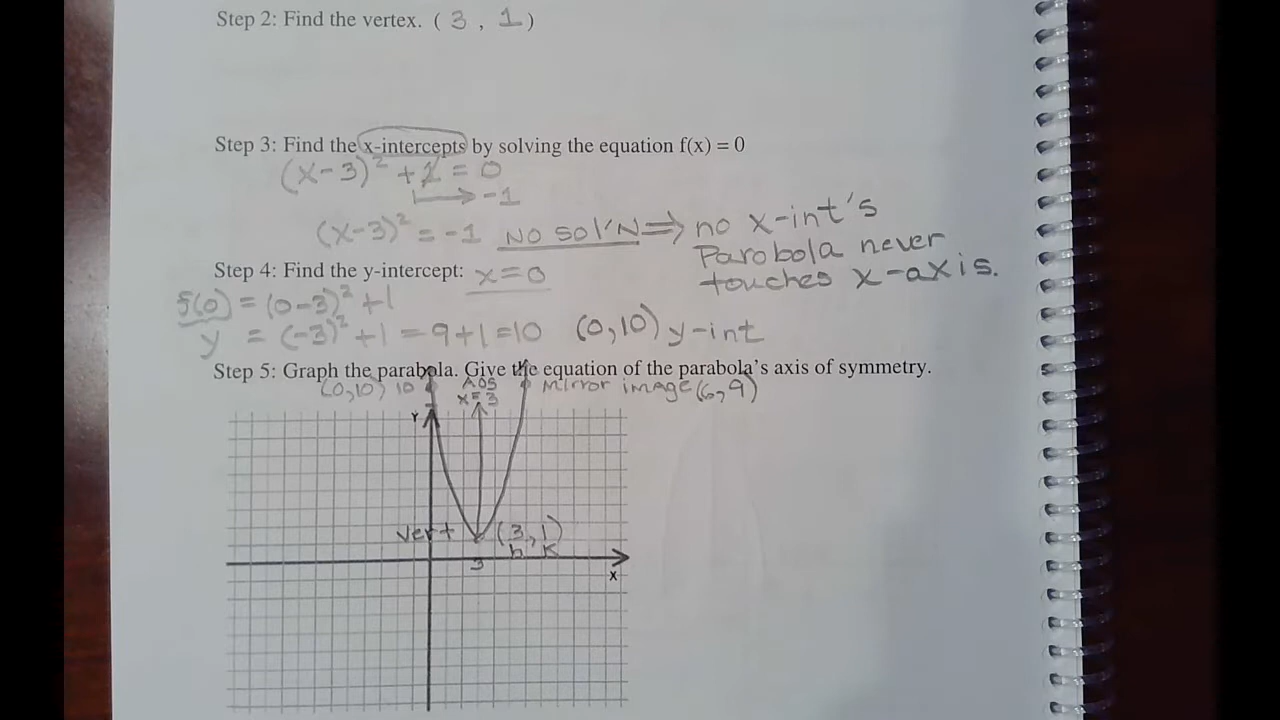 Step 2: Find the vertex. ( 3 , 1 )
Step 3: Find the x-intercepts by solving the equation f(x) = 0
(x-3)² +1 = 0
→ -1
(x-3)² = -1 NO SOL'N ⇒ no x-int's
Parabola never
touches x-axis.
Step 4: Find the y-intercept: x=0
f(0) = (0-3)² +1
y = (-3)² +1 = 9+1=10 (0,10) y-int
Step 5: Graph the parabola. Give the equation of the parabola's axis of symmetry.
(0,10) 10 AOS Mirror image (6,9)
x=3
Y
Vert (3,1)
h K
3
X